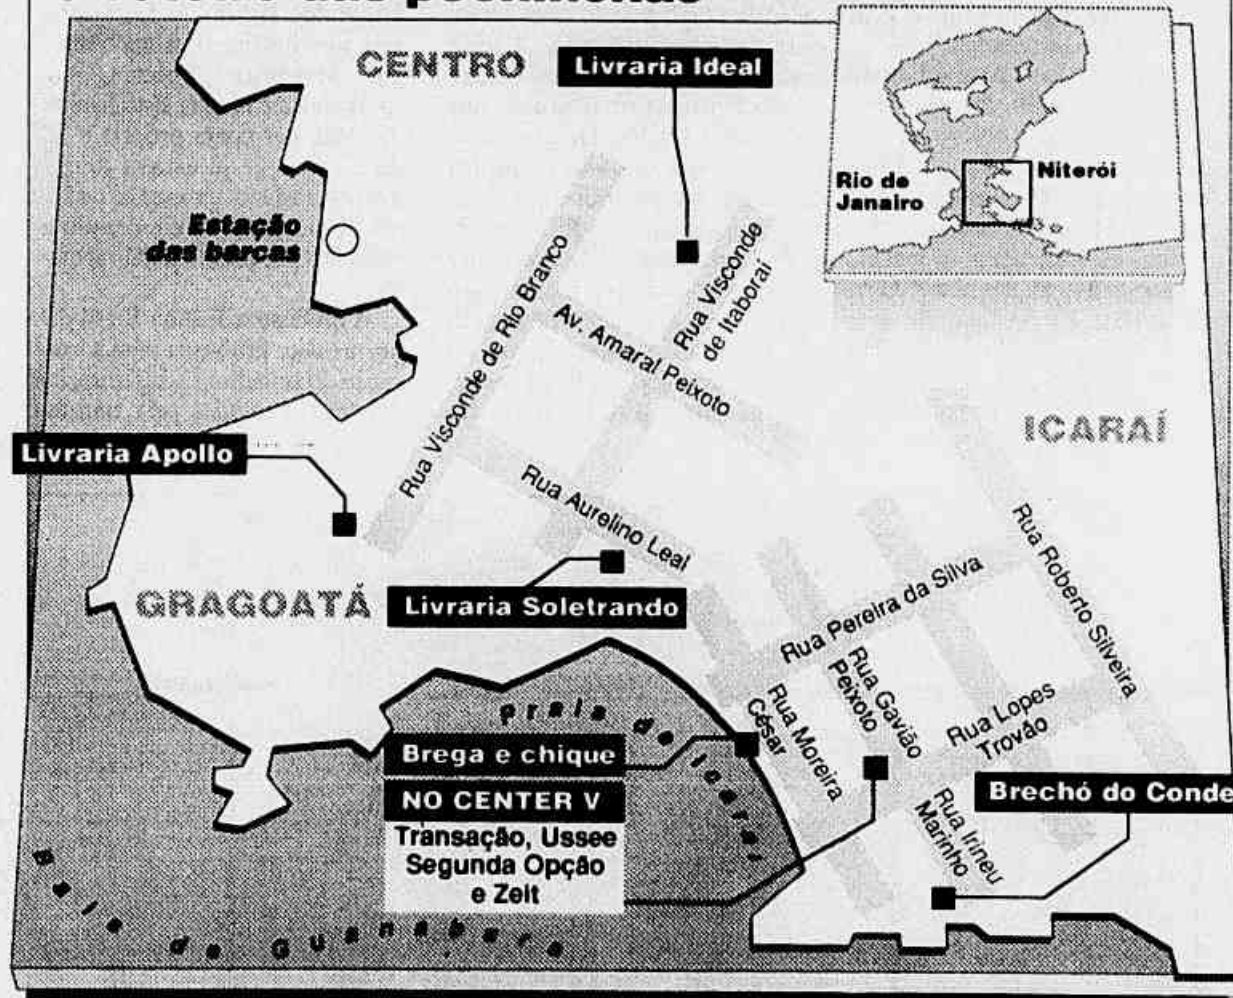 CENTRO
Livraria Ideal
Rio de
Janairo
Niterói
Estação
das barcas
Rua Visconde de Rio Branco
Rua Visconde
de Itaboraí
Av. Amaral Peixoto
ICARAÍ
Livraria Apollo
Rua Aurelino Leal
GRAGOATÁ
Livraria Soletrando
Rua Roberto Silveira
Rua Pereira da Silva
Rua Gavião
Peixoto
Rua Moreira
César
Rua Lopes
Trovão
Praia de Icaraí
Brega e chique
NO CENTER V
Transação, Ussee
Segunda Opção
e Zeit
Brechó do Conde
Rua Irineu
Marinho
Baía de Guanabara